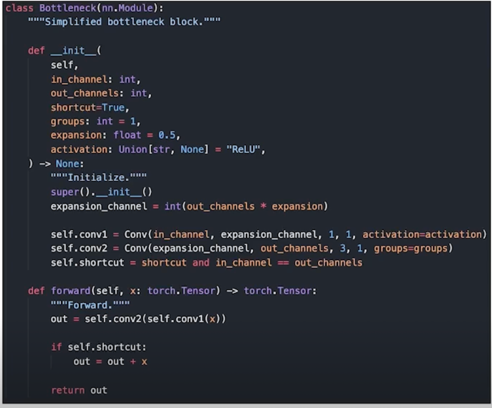 class Bottleneck(nn.Module):
"""Simplified bottleneck block."""
def __init__(
self,
in_channel: int,
out_channels: int,
shortcut=True,
groups: int = 1,
expansion: float = 0.5,
activation: Union[str, None] = "ReLU",
) -> None:
"""Initialize."""
super().__init__()
expansion_channel = int(out_channels * expansion)
self.conv1 = Conv(in_channel, expansion_channel, 1, 1, activation=activation)
self.conv2 = Conv(expansion_channel, out_channels, 3, 1, groups=groups)
self.shortcut = shortcut and in_channel == out_channels
def forward(self, x: torch.Tensor) -> torch.Tensor:
"""Forward."""
out = self.conv2(self.conv1(x))
if self.shortcut:
out = out + x
return out